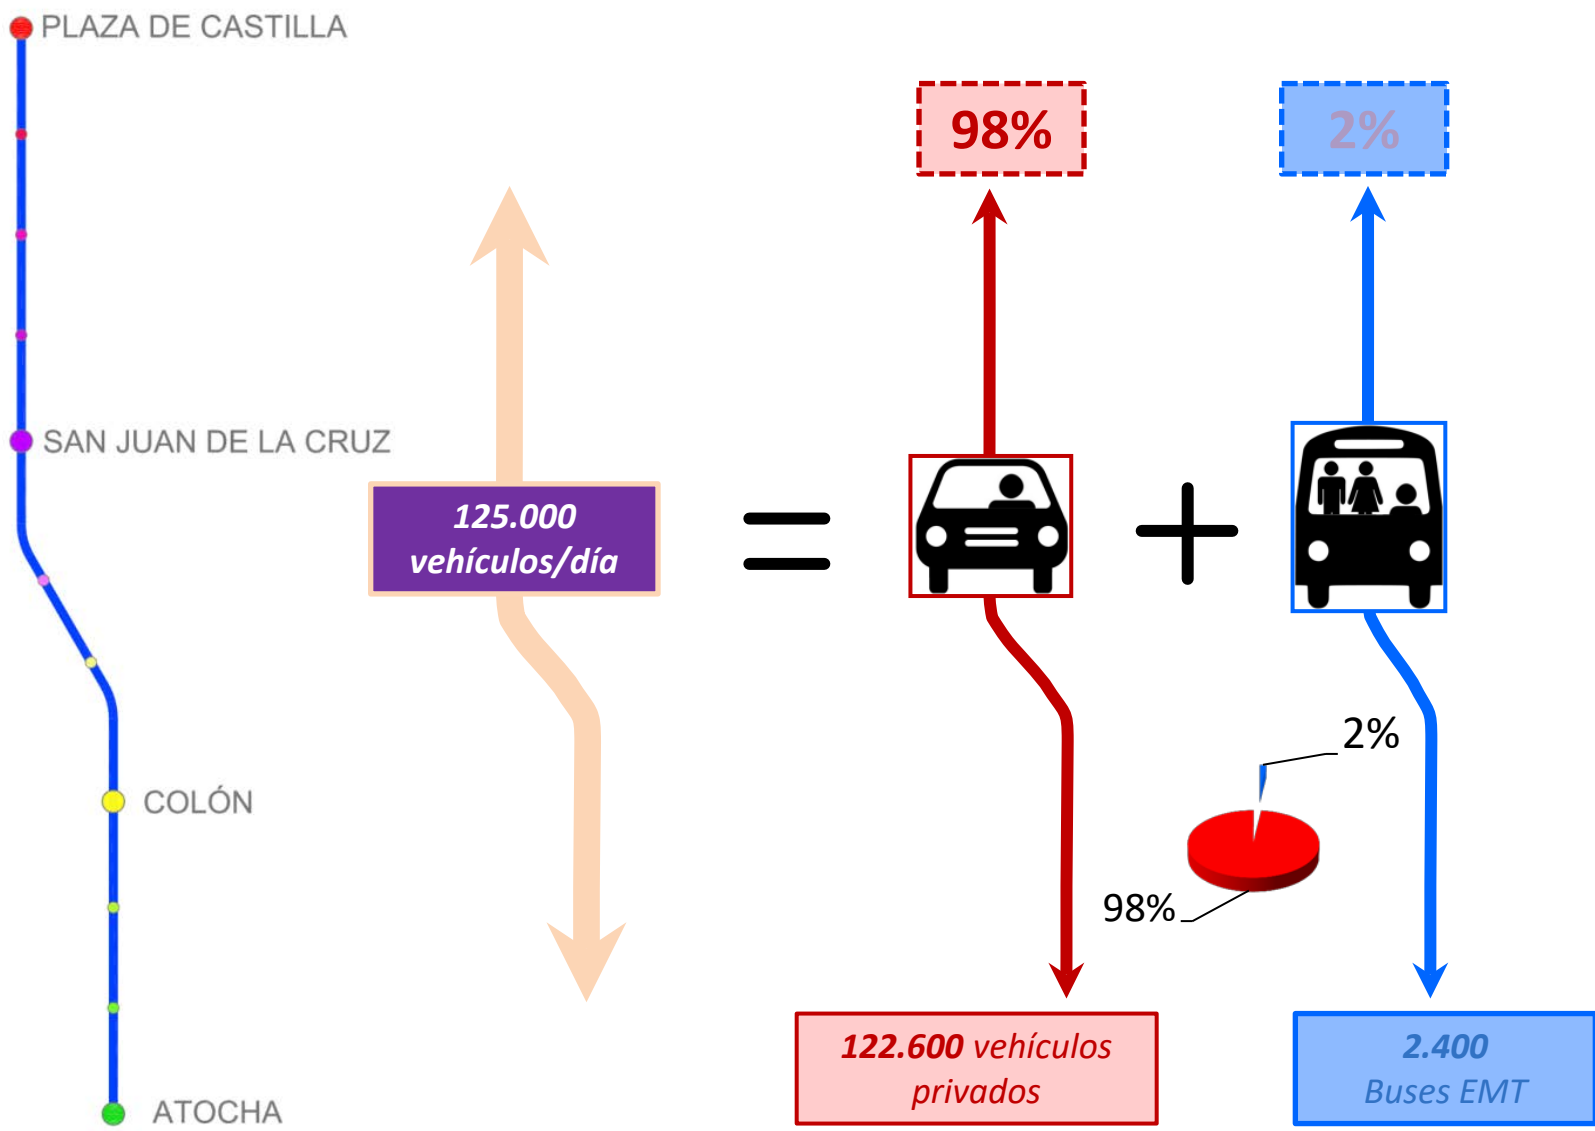 PLAZA DE CASTILLA
98%
2%
SAN JUAN DE LA CRUZ
125.000
vehículos/día
=
+
2%
COLÓN
98%
122.600 vehículos
privados
2.400
Buses EMT
ATOCHA